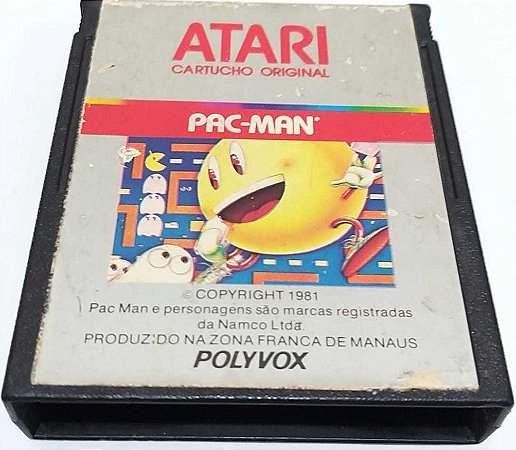 ATARI
CARTUCHO ORIGINAL
PAC-MAN
© COPYRIGHT 1981
Pac Man e personagens são marcas registradas
da Namco Ltda.
PRODUZIDO NA ZONA FRANCA DE MANAUS
POLYVOX